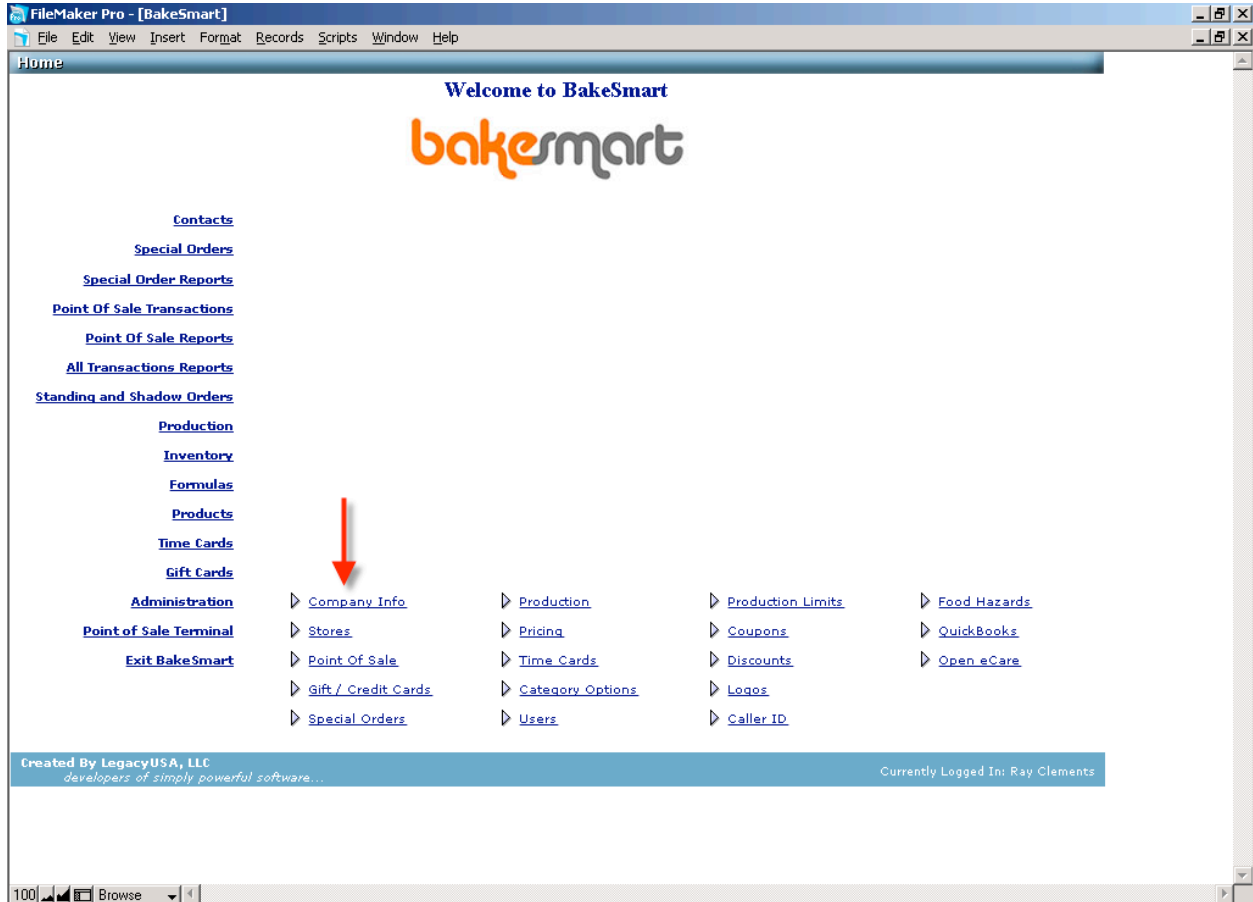 FileMaker Pro - [BakeSmart]
File Edit View Insert Format Records Scripts Window Help
Home
Welcome to BakeSmart
bakesmart
Contacts
Special Orders
Special Order Reports
Point Of Sale Transactions
Point Of Sale Reports
All Transactions Reports
Standing and Shadow Orders
Production
Inventory
Formulas
Products
Time Cards
Gift Cards
Administration Company Info Production Production Limits Food Hazards
Point of Sale Terminal Stores Pricing Coupons QuickBooks
Exit BakeSmart Point Of Sale Time Cards Discounts Open eCare
Gift / Credit Cards Category Options Logos
Special Orders Users Caller ID
Created By LegacyUSA, LLC
developers of simply powerful software...
Currently Logged In: Ray Clements
100 Browse